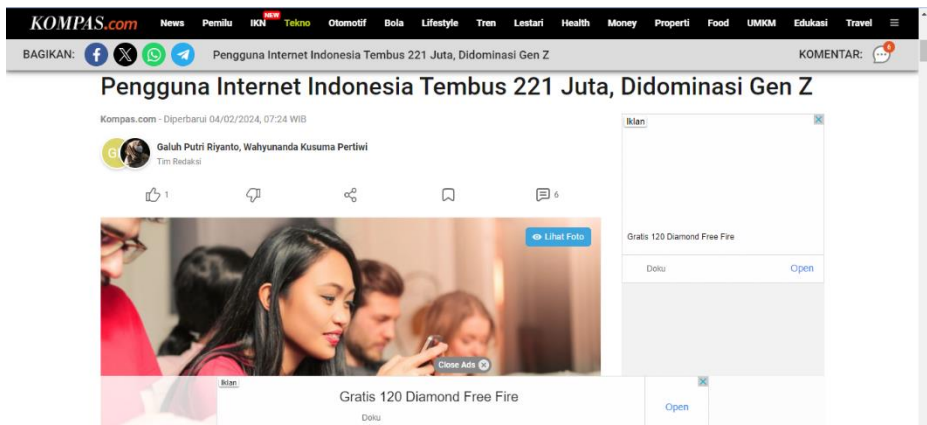 KOMPAS.com News Pemilu IKN NEW Tekno Otomotif Bola Lifestyle Tren Lestari Health Money Properti Food UMKM Edukasi Travel
BAGIKAN: Pengguna Internet Indonesia Tembus 221 Juta, Didominasi Gen Z KOMENTAR: 6
Pengguna Internet Indonesia Tembus 221 Juta, Didominasi Gen Z
Kompas.com - Diperbarui 04/02/2024, 07:24 WIB
Galuh Putri Riyanto, Wahyunanda Kusuma Pertiwi
Tim Redaksi
1 6
Lihat Foto
Iklan
Gratis 120 Diamond Free Fire
Doku Open
Close Ads
Iklan
Gratis 120 Diamond Free Fire
Doku
Open